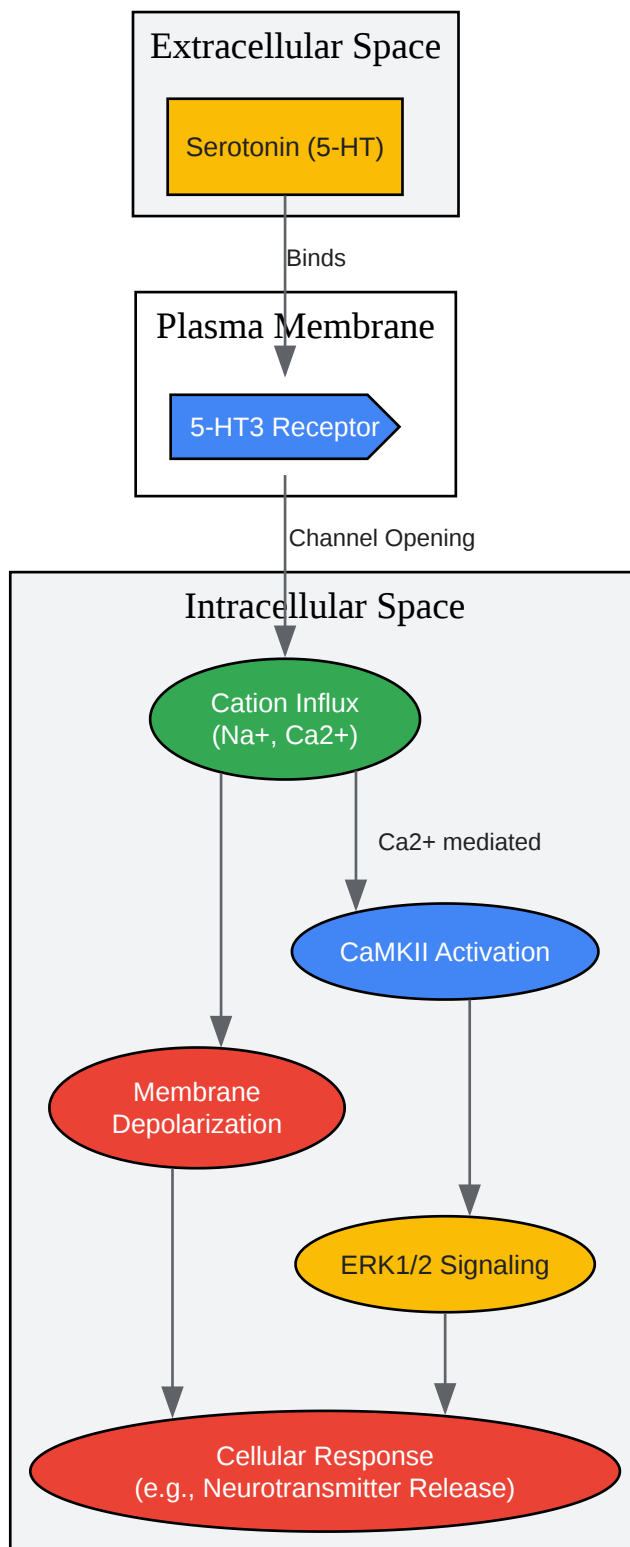 Extracellular Space
Serotonin (5-HT)
Binds
Plasma Membrane
5-HT3 Receptor
Channel Opening
Intracellular Space
Cation Influx
(Na+, Ca2+)
Ca2+ mediated
CaMKII Activation
Membrane
Depolarization
ERK1/2 Signaling
Cellular Response
(e.g., Neurotransmitter Release)